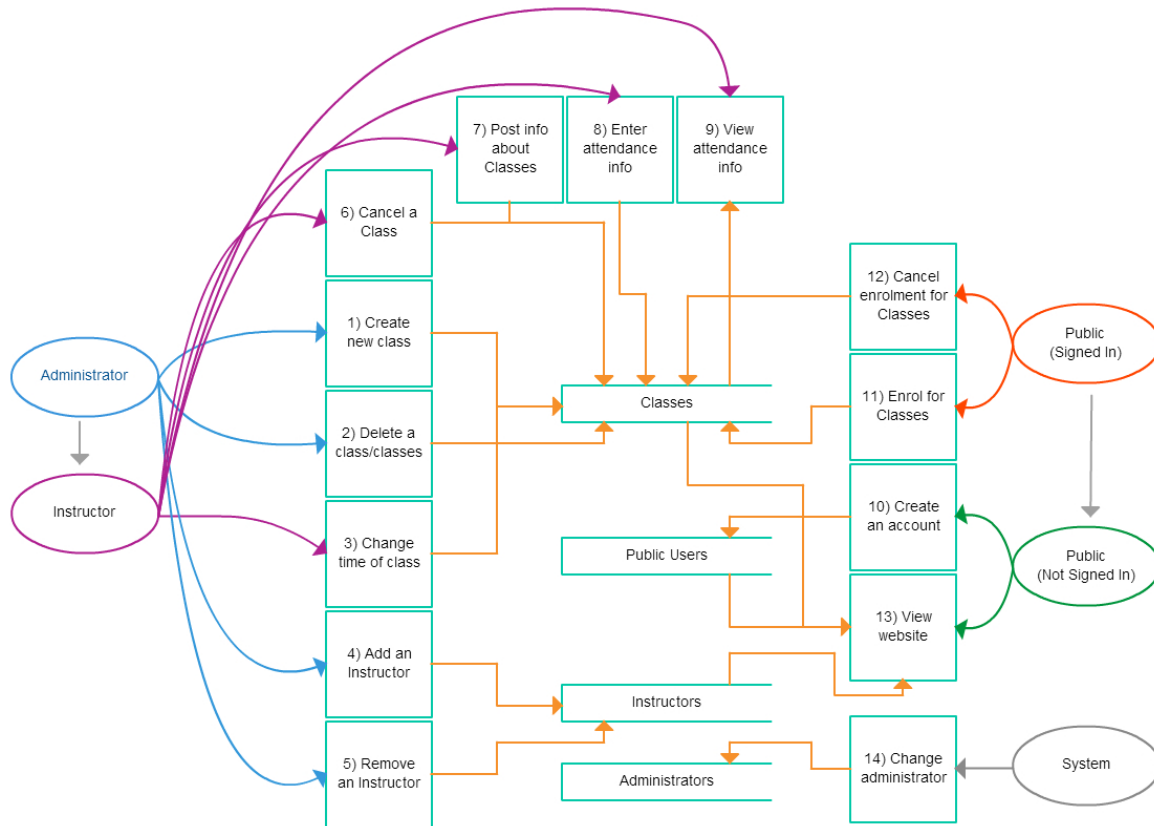 7) Post info
about
Classes
8) Enter
attendance
info
9) View
attendance
info
6) Cancel a
Class
12) Cancel
enrolment for
Classes
1) Create
new class
Public
(Signed In)
Administrator
Classes
11) Enrol for
Classes
2) Delete a
class/classes
Instructor
10) Create
an account
3) Change
time of class
Public Users
Public
(Not Signed In)
13) View
website
4) Add an
Instructor
Instructors
5) Remove
an Instructor
Administrators
14) Change
administrator
System